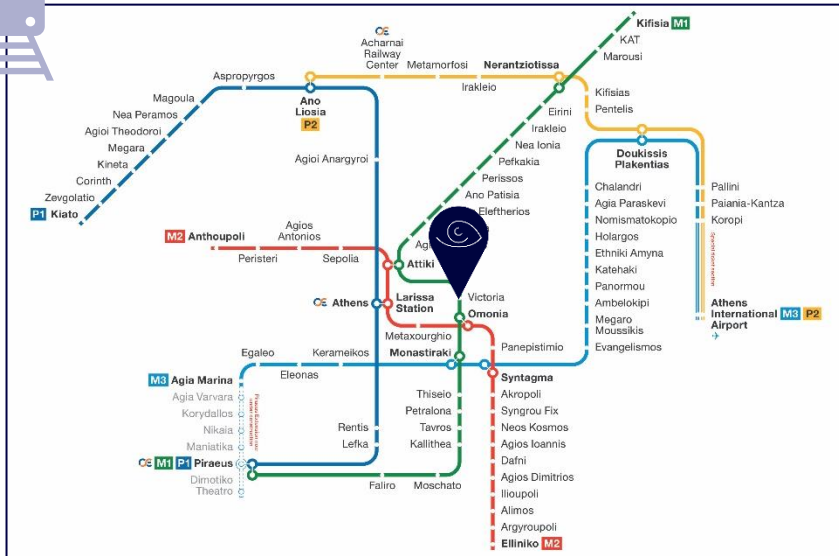 Kifisia M1
KAT
Marousi
Acharnai
Railway
Center
Metamorfosi
Nerantziotissa
Irakleio
Aspropyrgos
Magoula
Nea Peramos
Agioi Theodoroi
Megara
Kineta
Corinth
Zevgolatio
P1 Kiato
Ano
Liosia
P2
Agioi Anargyroi
Kifisias
Pentelis
Eirini
Irakleio
Nea Ionia
Pefkakia
Perissos
Ano Patisia
Eleftherios
Doukissis
Plakentias
Chalandri
Agia Paraskevi
Nomismatokopio
Holargos
Ethniki Amyna
Katehaki
Panormou
Ambelokipi
Megaro
Moussikis
Evangelismos
Pallini
Paiania-Kantza
Koropi
Athens
International
Airport
M3 P2
M2 Anthoupoli
Peristeri
Agios
Antonios
Sepolia
Attiki
Athens
Larissa
Station
Victoria
Omonia
Metaxourghio
Panepistimio
Monastiraki
Egaleo
Kerameikos
Eleonas
M3 Agia Marina
Agia Varvara
Korydallos
Nikaia
Maniatika
M1 P1 Piraeus
Dimotiko
Theatro
Syntagma
Thiseio
Petralona
Tavros
Kallithea
Rentis
Lefka
Faliro
Moschato
Akropoli
Syngrou Fix
Neos Kosmos
Agios Ioannis
Dafni
Agios Dimitrios
Ilioupoli
Alimos
Argyroupoli
Elliniko M2